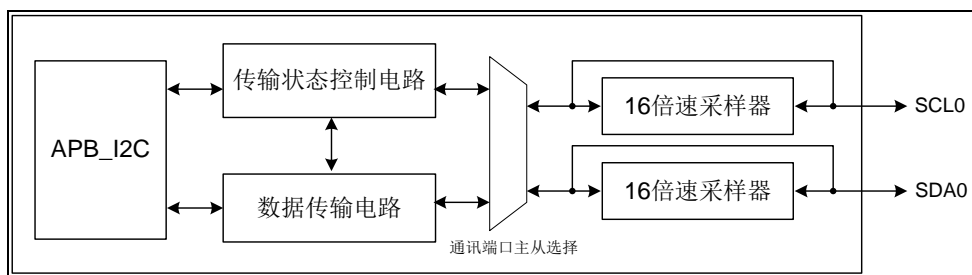 传输状态控制电路
APB_I2C
数据传输电路
16倍速采样器
SCL0
16倍速采样器
SDA0
通讯端口主从选择